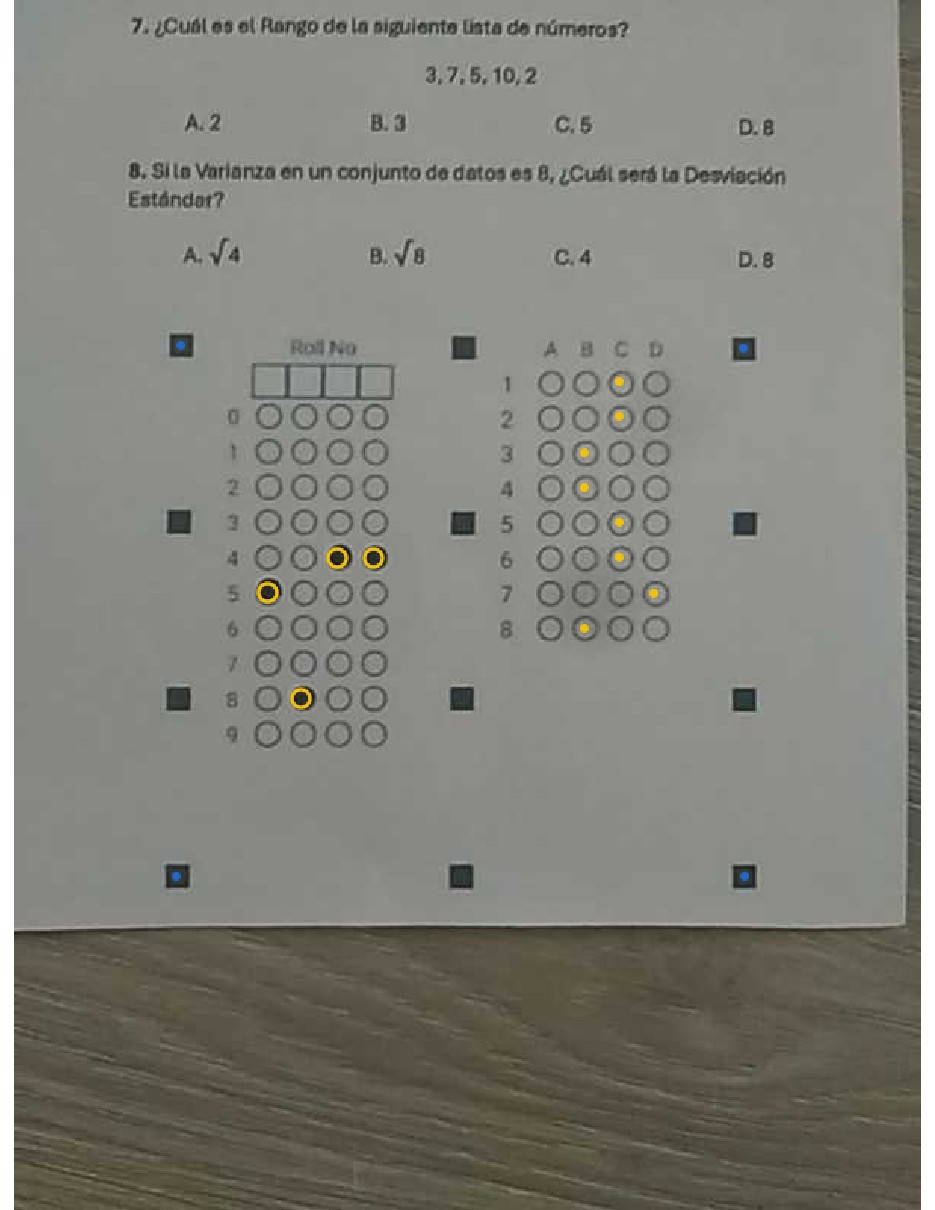 7. ¿Cuál es el Rango de la siguiente lista de números?
3, 7, 5, 10, 2
A. 2 B. 3 C. 5 D. 8
8. Si la Varianza en un conjunto de datos es 8, ¿Cuál será la Desviación
Estándar?
A. √4 B. √8 C. 4 D. 8
Roll No
0
1
2
3
4
5
6
7
8
9
A B C D
1
2
3
4
5
6
7
8